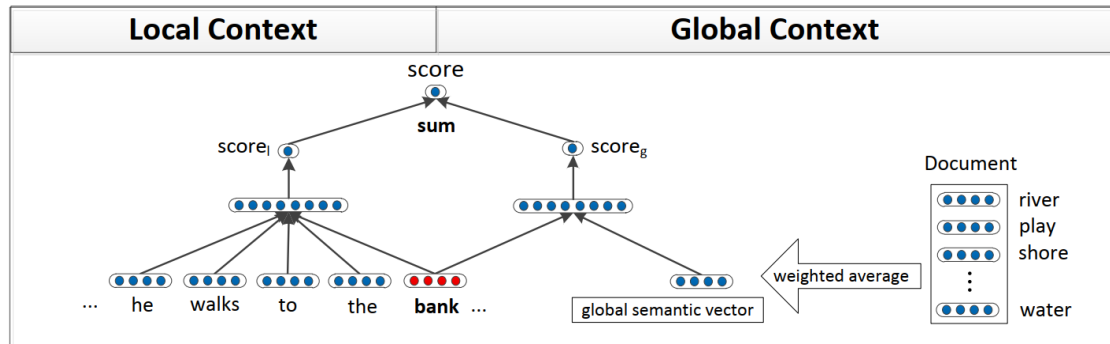 Local Context
Global Context
score
sum
score_l
score_g
Document
river
play
shore
⋮
water
weighted average
... he walks to the bank ...
global semantic vector